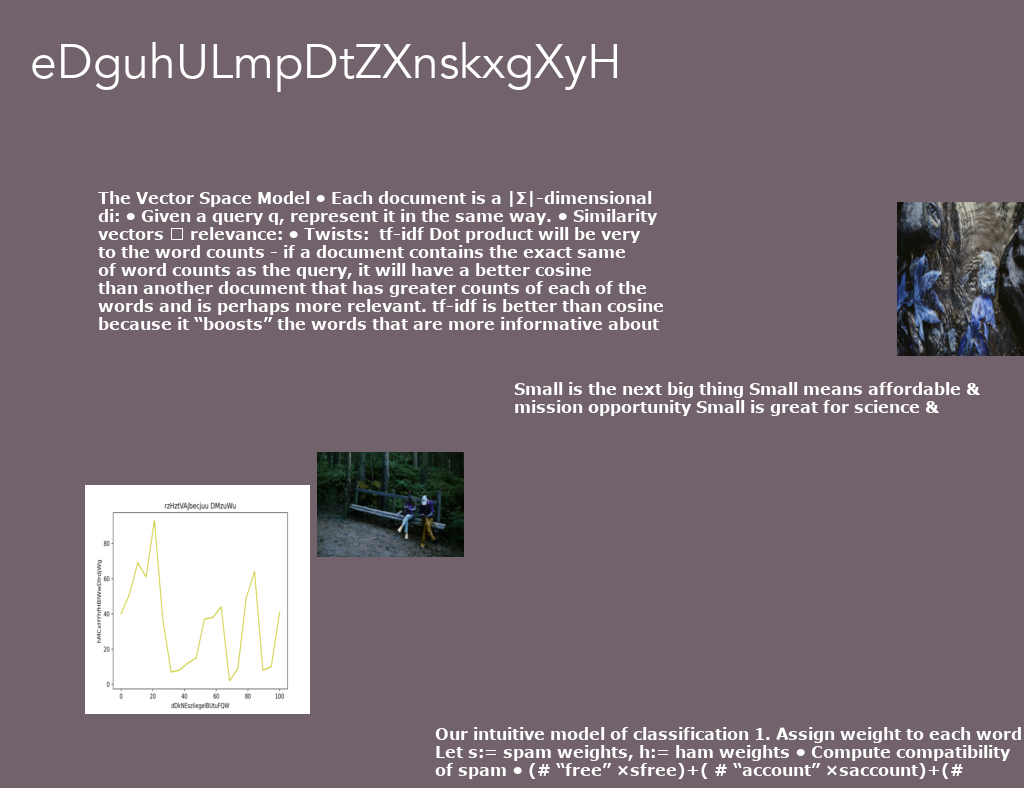 eDguhULmpDtZXnskxgXyH
The Vector Space Model ● Each document is a |Σ|-dimensional
di: ● Given a query q, represent it in the same way. ● Similarity
vectors □ relevance: ● Twists:  tf-idf Dot product will be very
to the word counts - if a document contains the exact same
of word counts as the query, it will have a better cosine
than another document that has greater counts of each of the
words and is perhaps more relevant. tf-idf is better than cosine
because it “boosts” the words that are more informative about
Small is the next big thing Small means affordable &
mission opportunity Small is great for science &
rzHztVAjbecjuu DMzuWu
80
60
40
20
0
0 20 40 60 80 100
Our intuitive model of classification 1. Assign weight to each word
Let s:= spam weights, h:= ham weights ● Compute compatibility
of spam ● (# “free” ×sfree)+( # “account” ×saccount)+(#